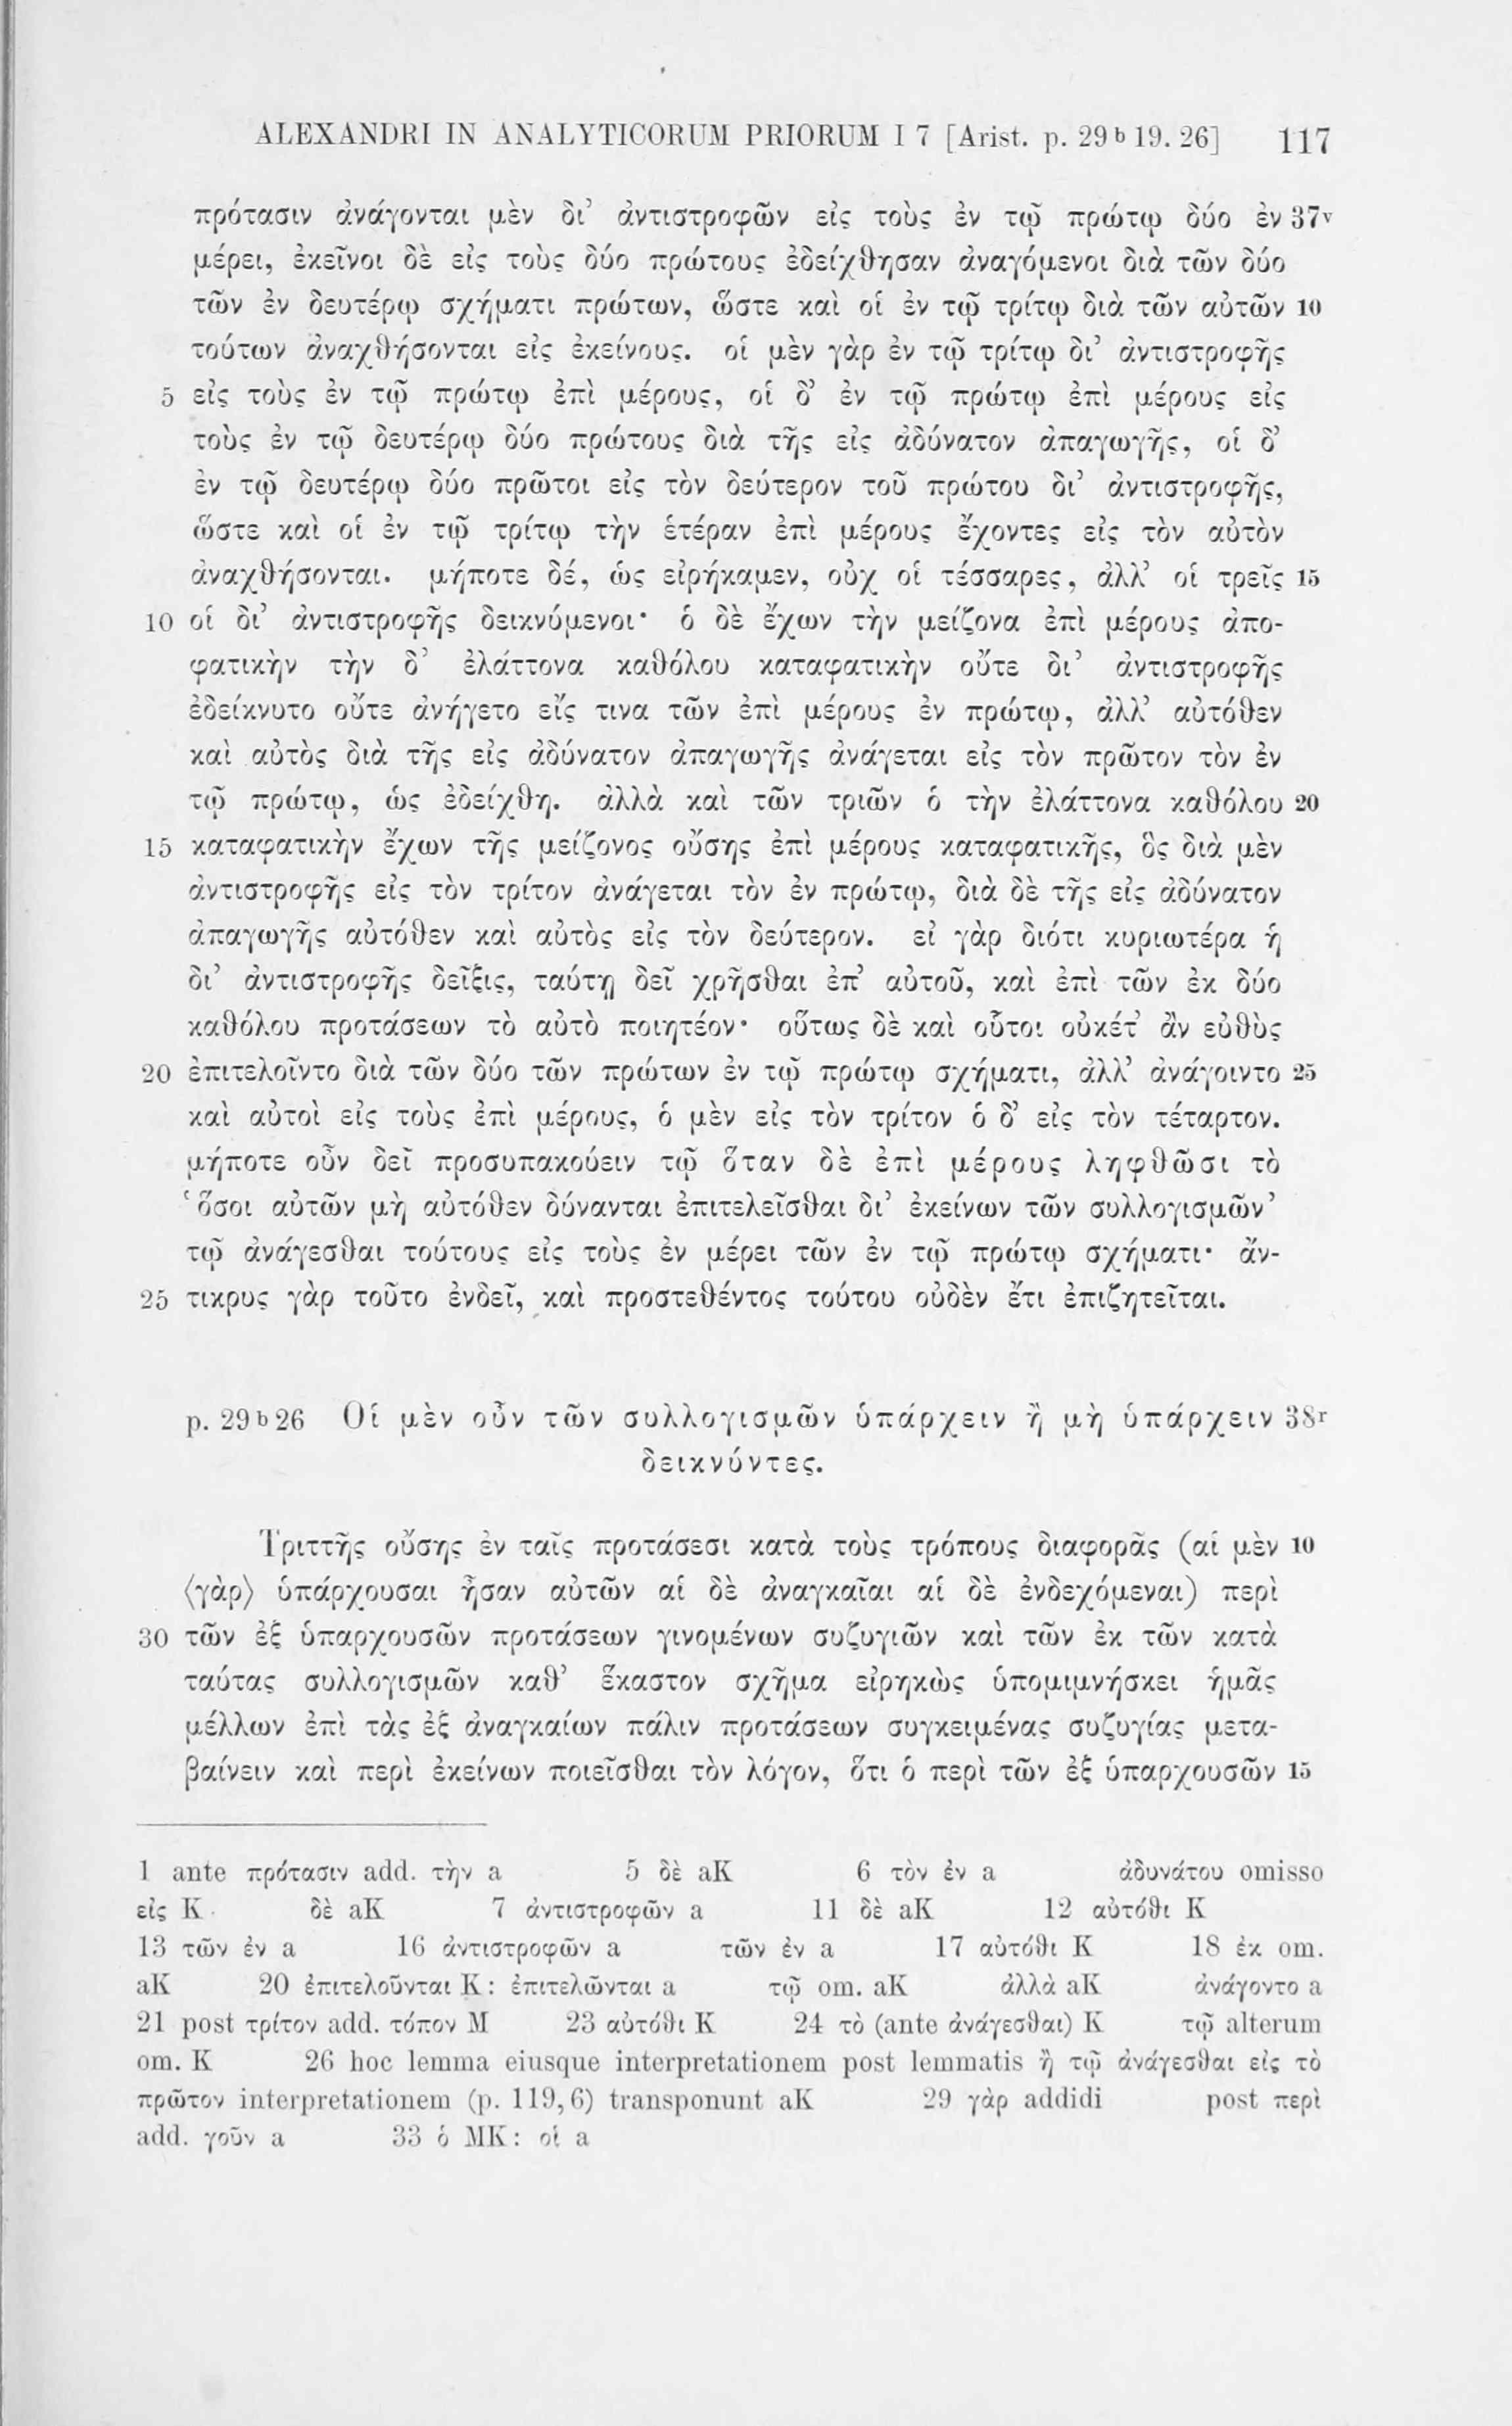 ALEXANDRI IN ANALYTICORUM PRIORUM I 7 [Arist. p. 29 b 19. 26] 117
πρότασιν ἀνάγονται μὲν δι’ ἀντιστροφῶν εἰς τοὺς ἐν τῷ πρώτῳ δύο ἐν 37v
μέρει, ἐκεῖνοι δὲ εἰς τοὺς δύο πρώτους ἐδείχθησαν ἀναγόμενοι διὰ τῶν δύο
τῶν ἐν δευτέρῳ σχήματι πρώτων, ὥστε καὶ οἱ ἐν τῷ τρίτῳ διὰ τῶν αὐτῶν 10
τούτων ἀναχθήσονται εἰς ἐκείνους. οἱ μὲν γὰρ ἐν τῷ τρίτῳ δι’ ἀντιστροφῆς
5 εἰς τοὺς ἐν τῷ πρώτῳ ἐπὶ μέρους, οἱ δ’ ἐν τῷ πρώτῳ ἐπὶ μέρους εἰς
τοὺς ἐν τῷ δευτέρῳ δύο πρώτους διὰ τῆς εἰς ἀδύνατον ἀπαγωγῆς, οἱ δ’
ἐν τῷ δευτέρῳ δύο πρῶτοι εἰς τὸν δεύτερον τοῦ πρώτου δι’ ἀντιστροφῆς,
ὥστε καὶ οἱ ἐν τῷ τρίτῳ τὴν ἑτέραν ἐπὶ μέρους ἔχοντες εἰς τὸν αὐτὸν
ἀναχθήσονται. μήποτε δέ, ὡς εἰρήκαμεν, οὐχ οἱ τέσσαρες, ἀλλ’ οἱ τρεῖς 15
10 οἱ δι’ ἀντιστροφῆς δεικνύμενοι· ὁ δὲ ἔχων τὴν μείζονα ἐπὶ μέρους ἀπο-
φατικὴν τὴν δ’ ἐλάττονα καθόλου καταφατικὴν οὔτε δι’ ἀντιστροφῆς
ἐδείκνυτο οὔτε ἀνήγετο εἴς τινα τῶν ἐπὶ μέρους ἐν πρώτῳ, ἀλλ’ αὐτόθεν
καὶ αὐτὸς διὰ τῆς εἰς ἀδύνατον ἀπαγωγῆς ἀνάγεται εἰς τὸν πρῶτον τὸν ἐν
τῷ πρώτῳ, ὡς ἐδείχθη. ἀλλὰ καὶ τῶν τριῶν ὁ τὴν ἐλάττονα καθόλου 20
15 καταφατικὴν ἔχων τῆς μείζονος οὔσης ἐπὶ μέρους καταφατικῆς, ὃς διὰ μὲν
ἀντιστροφῆς εἰς τὸν τρίτον ἀνάγεται τὸν ἐν πρώτῳ, διὰ δὲ τῆς εἰς ἀδύνατον
ἀπαγωγῆς αὐτόθεν καὶ αὐτὸς εἰς τὸν δεύτερον. εἰ γὰρ διότι κυριωτέρα ἡ
δι’ ἀντιστροφῆς δεῖξις, ταύτῃ δεῖ χρῆσθαι ἐπ’ αὐτοῦ, καὶ ἐπὶ τῶν ἐκ δύο
καθόλου προτάσεων τὸ αὐτὸ ποιητέον· οὕτως δὲ καὶ οὗτοι οὐκέτ’ ἂν εὐθὺς
20 ἐπιτελοῖντο διὰ τῶν δύο τῶν πρώτων ἐν τῷ πρώτῳ σχήματι, ἀλλ’ ἀνάγοιντο 25
καὶ αὐτοὶ εἰς τοὺς ἐπὶ μέρους, ὁ μὲν εἰς τὸν τρίτον ὁ δ’ εἰς τὸν τέταρτον.
μήποτε οὖν δεῖ προσυπακούειν τῷ ὅταν δὲ ἐπὶ μέρους ληφθῶσι τὸ
‘ὅσοι αὐτῶν μὴ αὐτόθεν δύνανται ἐπιτελεῖσθαι δι’ ἐκείνων τῶν συλλογισμῶν’
τῷ ἀνάγεσθαι τούτους εἰς τοὺς ἐν μέρει τῶν ἐν τῷ πρώτῳ σχήματι· ἄν-
25 τικρυς γὰρ τοῦτο ἐνδεῖ, καὶ προστεθέντος τούτου οὐδὲν ἔτι ἐπιζητεῖται.
p. 29 b 26 Οἱ μὲν οὖν τῶν συλλογισμῶν ὑπάρχειν ἢ μὴ ὑπάρχειν 38r
δεικνύντες.
Τριττῆς οὔσης ἐν ταῖς προτάσεσι κατὰ τοὺς τρόπους διαφορᾶς (αἱ μὲν 10
⟨γὰρ⟩ ὑπάρχουσαι ἦσαν αὐτῶν αἱ δὲ ἀναγκαῖαι αἱ δὲ ἐνδεχόμεναι) περὶ
30 τῶν ἐξ ὑπαρχουσῶν προτάσεων γινομένων συζυγιῶν καὶ τῶν ἐκ τῶν κατὰ
ταύτας συλλογισμῶν καθ’ ἕκαστον σχῆμα εἰρηκὼς ὑπομιμνήσκει ἡμᾶς
μέλλων ἐπὶ τὰς ἐξ ἀναγκαίων πάλιν προτάσεων συγκειμένας συζυγίας μετα-
βαίνειν καὶ περὶ ἐκείνων ποιεῖσθαι τὸν λόγον, ὅτι ὁ περὶ τῶν ἐξ ὑπαρχουσῶν 15
1 ante πρότασιν add. τὴν a 5 δὲ aK 6 τὸν ἐν a ἀδυνάτου omisso
εἰς K δὲ aK 7 ἀντιστροφῶν a 11 δὲ aK 12 αὐτόθι K
13 τῶν ἐν a 16 ἀντιστροφῶν a τῶν ἐν a 17 αὐτόθι K 18 ἐκ om.
aK 20 ἐπιτελοῦνται K: ἐπιτελῶνται a τῷ om. aK ἀλλὰ aK ἀνάγοντο a
21 post τρίτον add. τόπον M 23 αὐτόθι K 24 τὸ (ante ἀνάγεσθαι) K τῷ alterum
om. K 26 hoc lemma eiusque interpretationem post lemmatis ἢ τῷ ἀνάγεσθαι εἰς τὸ
πρῶτον interpretationem (p. 119,6) transponunt aK 29 γὰρ addidi post περὶ
add. γοῦν a 33 ὁ MK: οἱ a